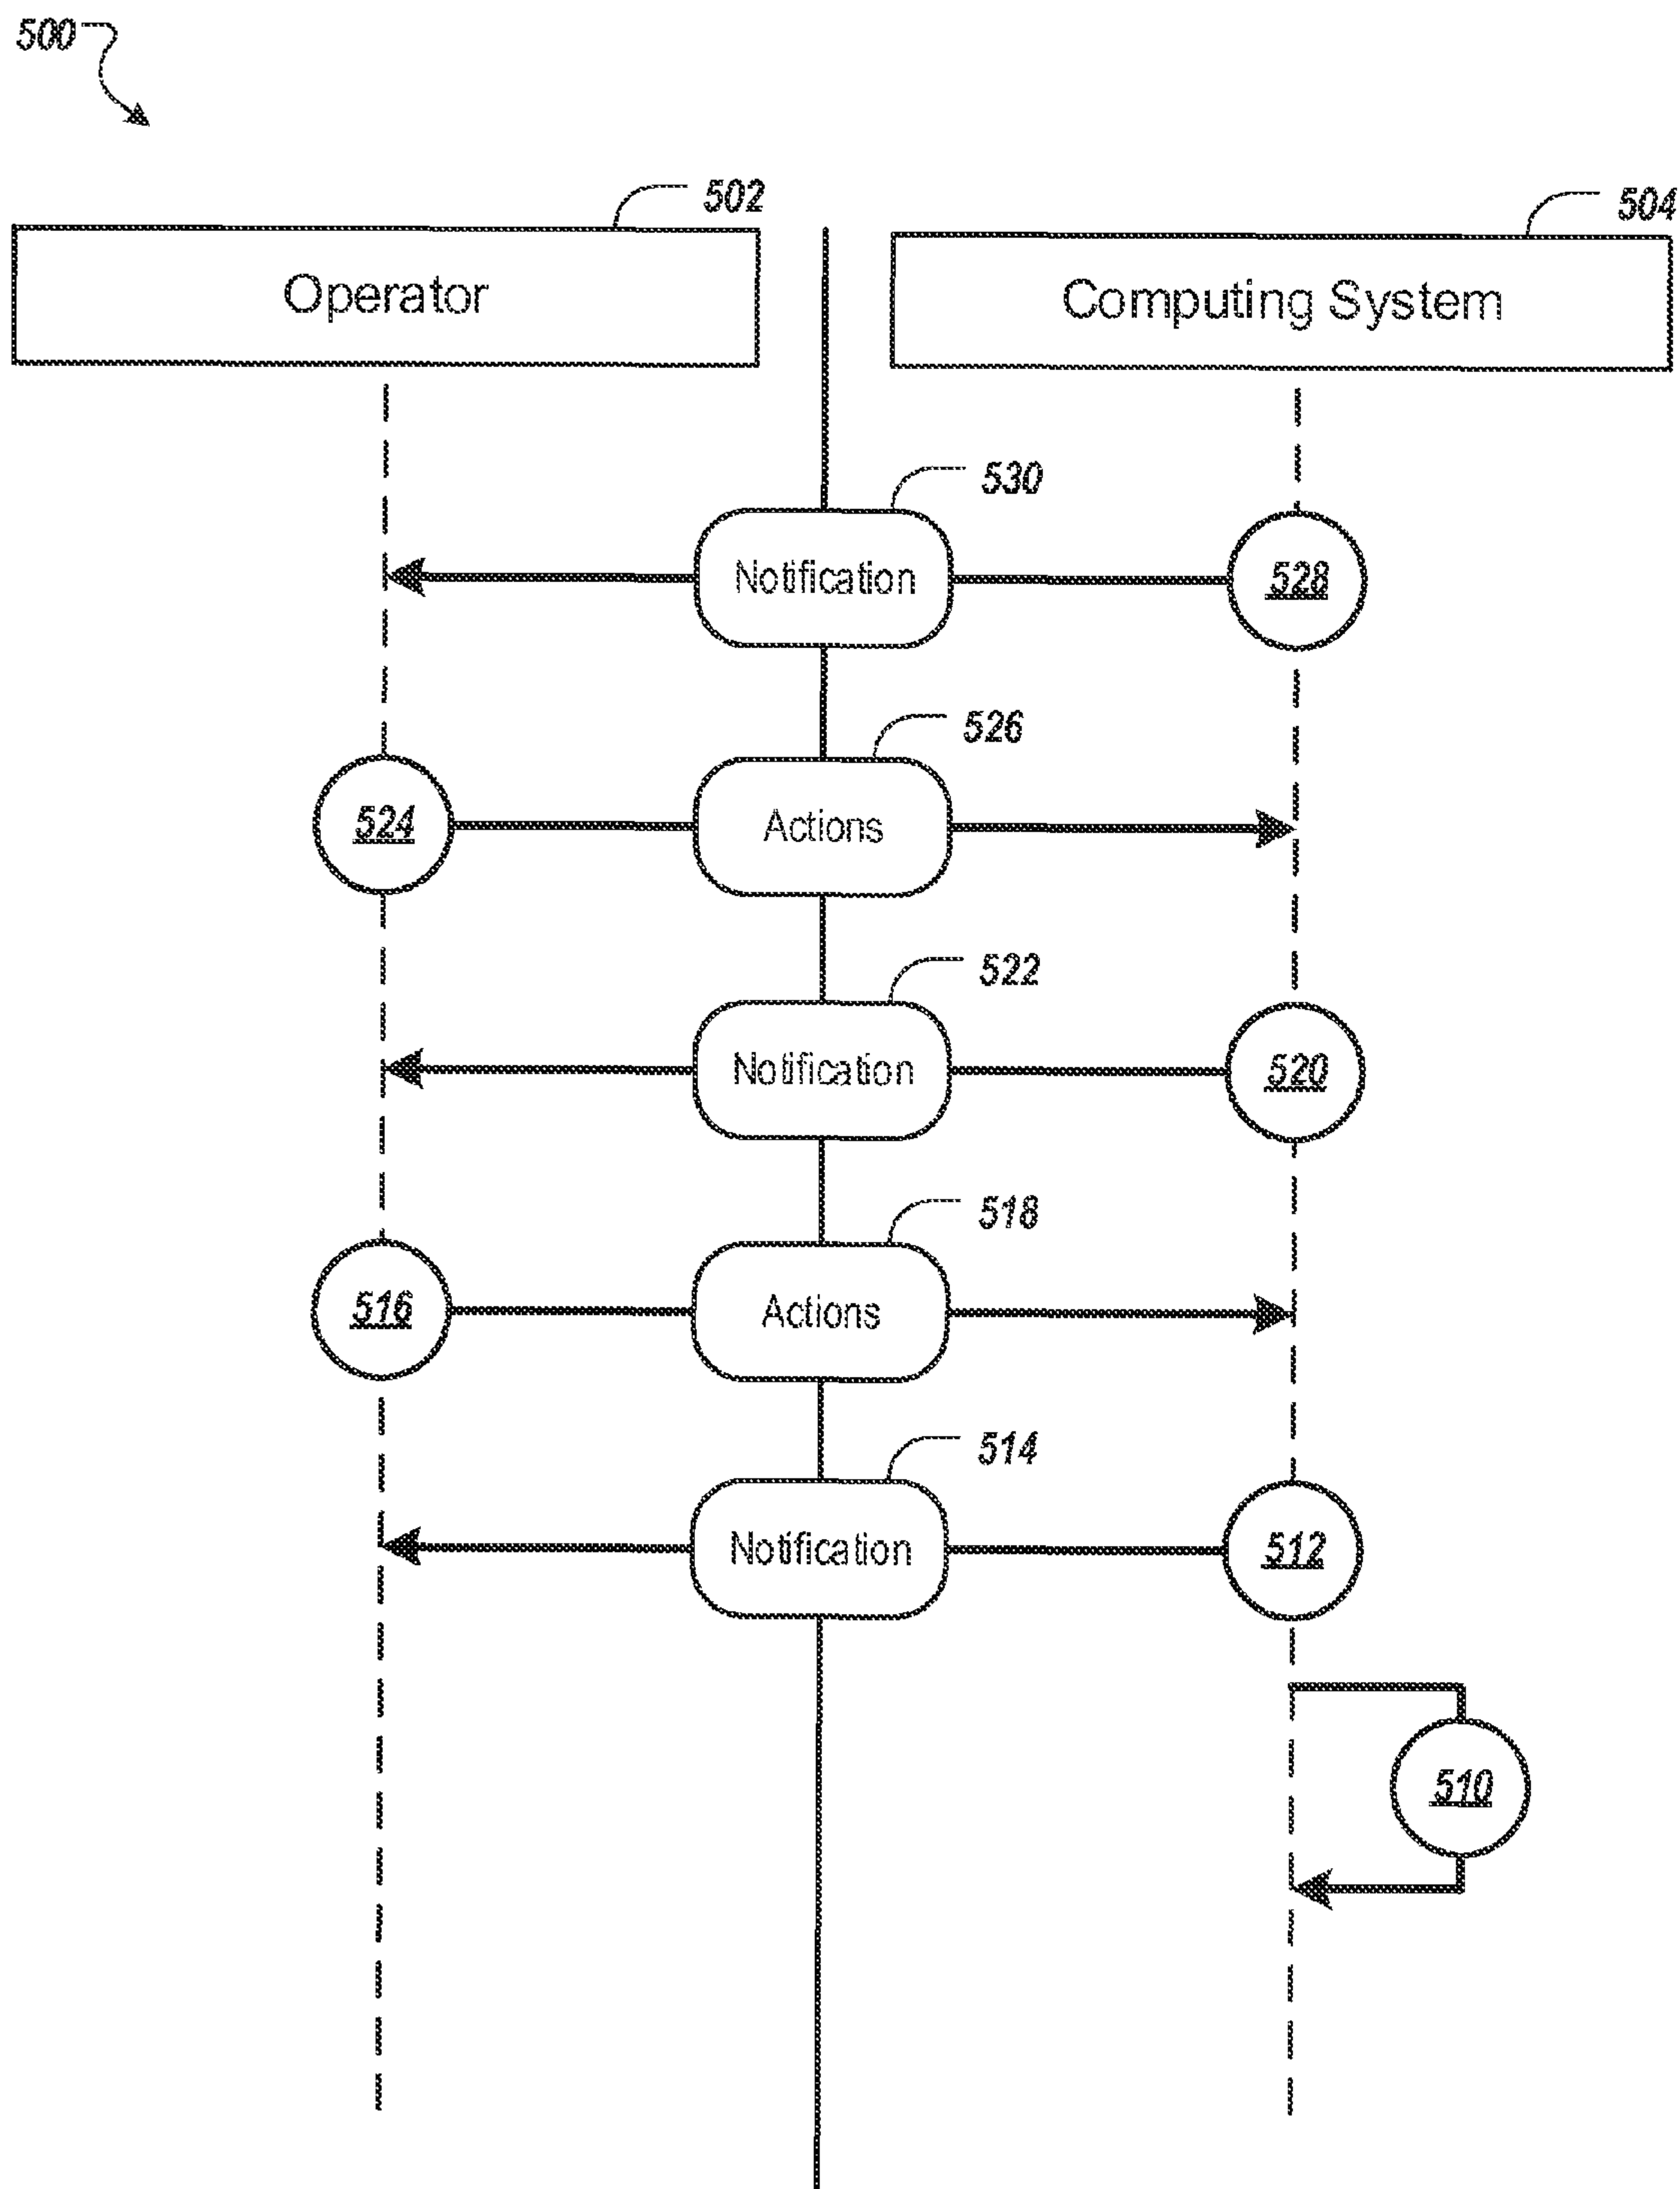 500
502
504
Operator
Computing System
530
Notification
528
526
524
Actions
522
Notification
520
518
516
Actions
514
Notification
512
510